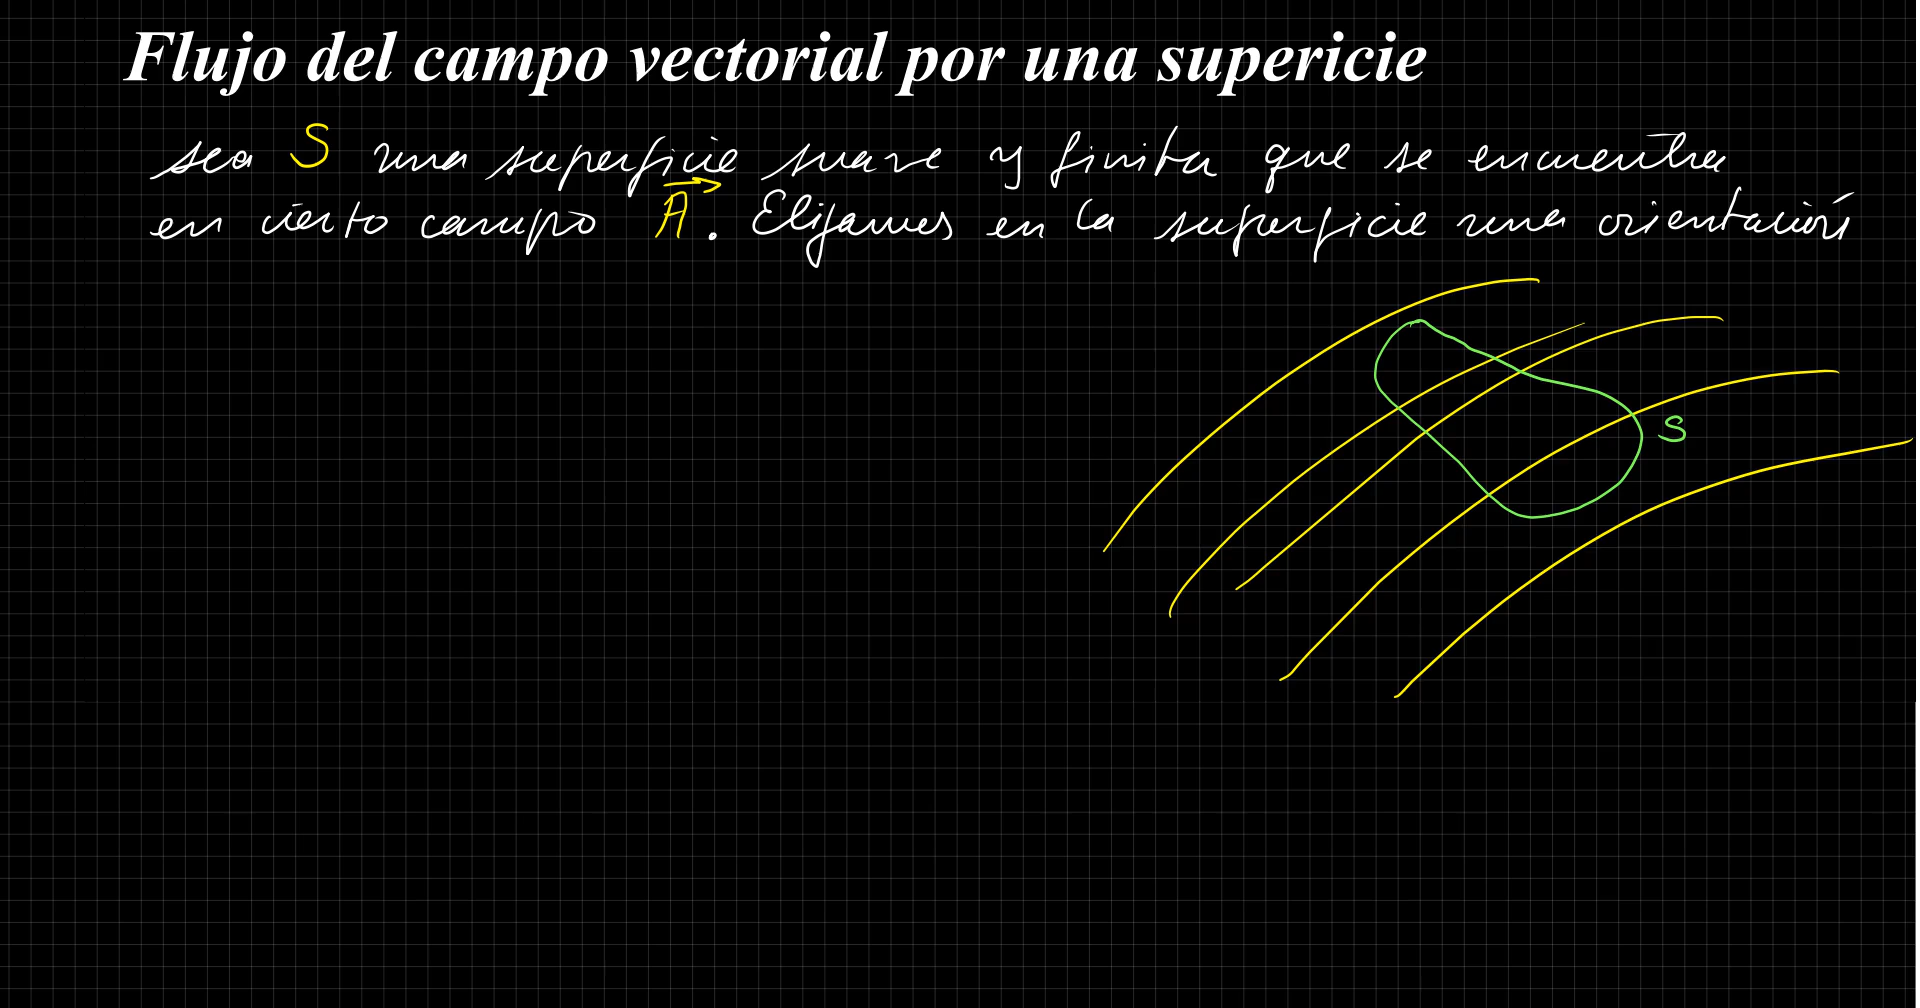 Flujo del campo vectorial por una supericie
sea S una superficie suave y finita que se encuentra
en cierto campo A⃗. Elijamos en la superficie una orientación
S